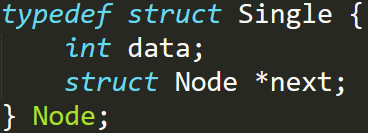 typedef struct Single {
    int data;
    struct Node *next;
} Node;